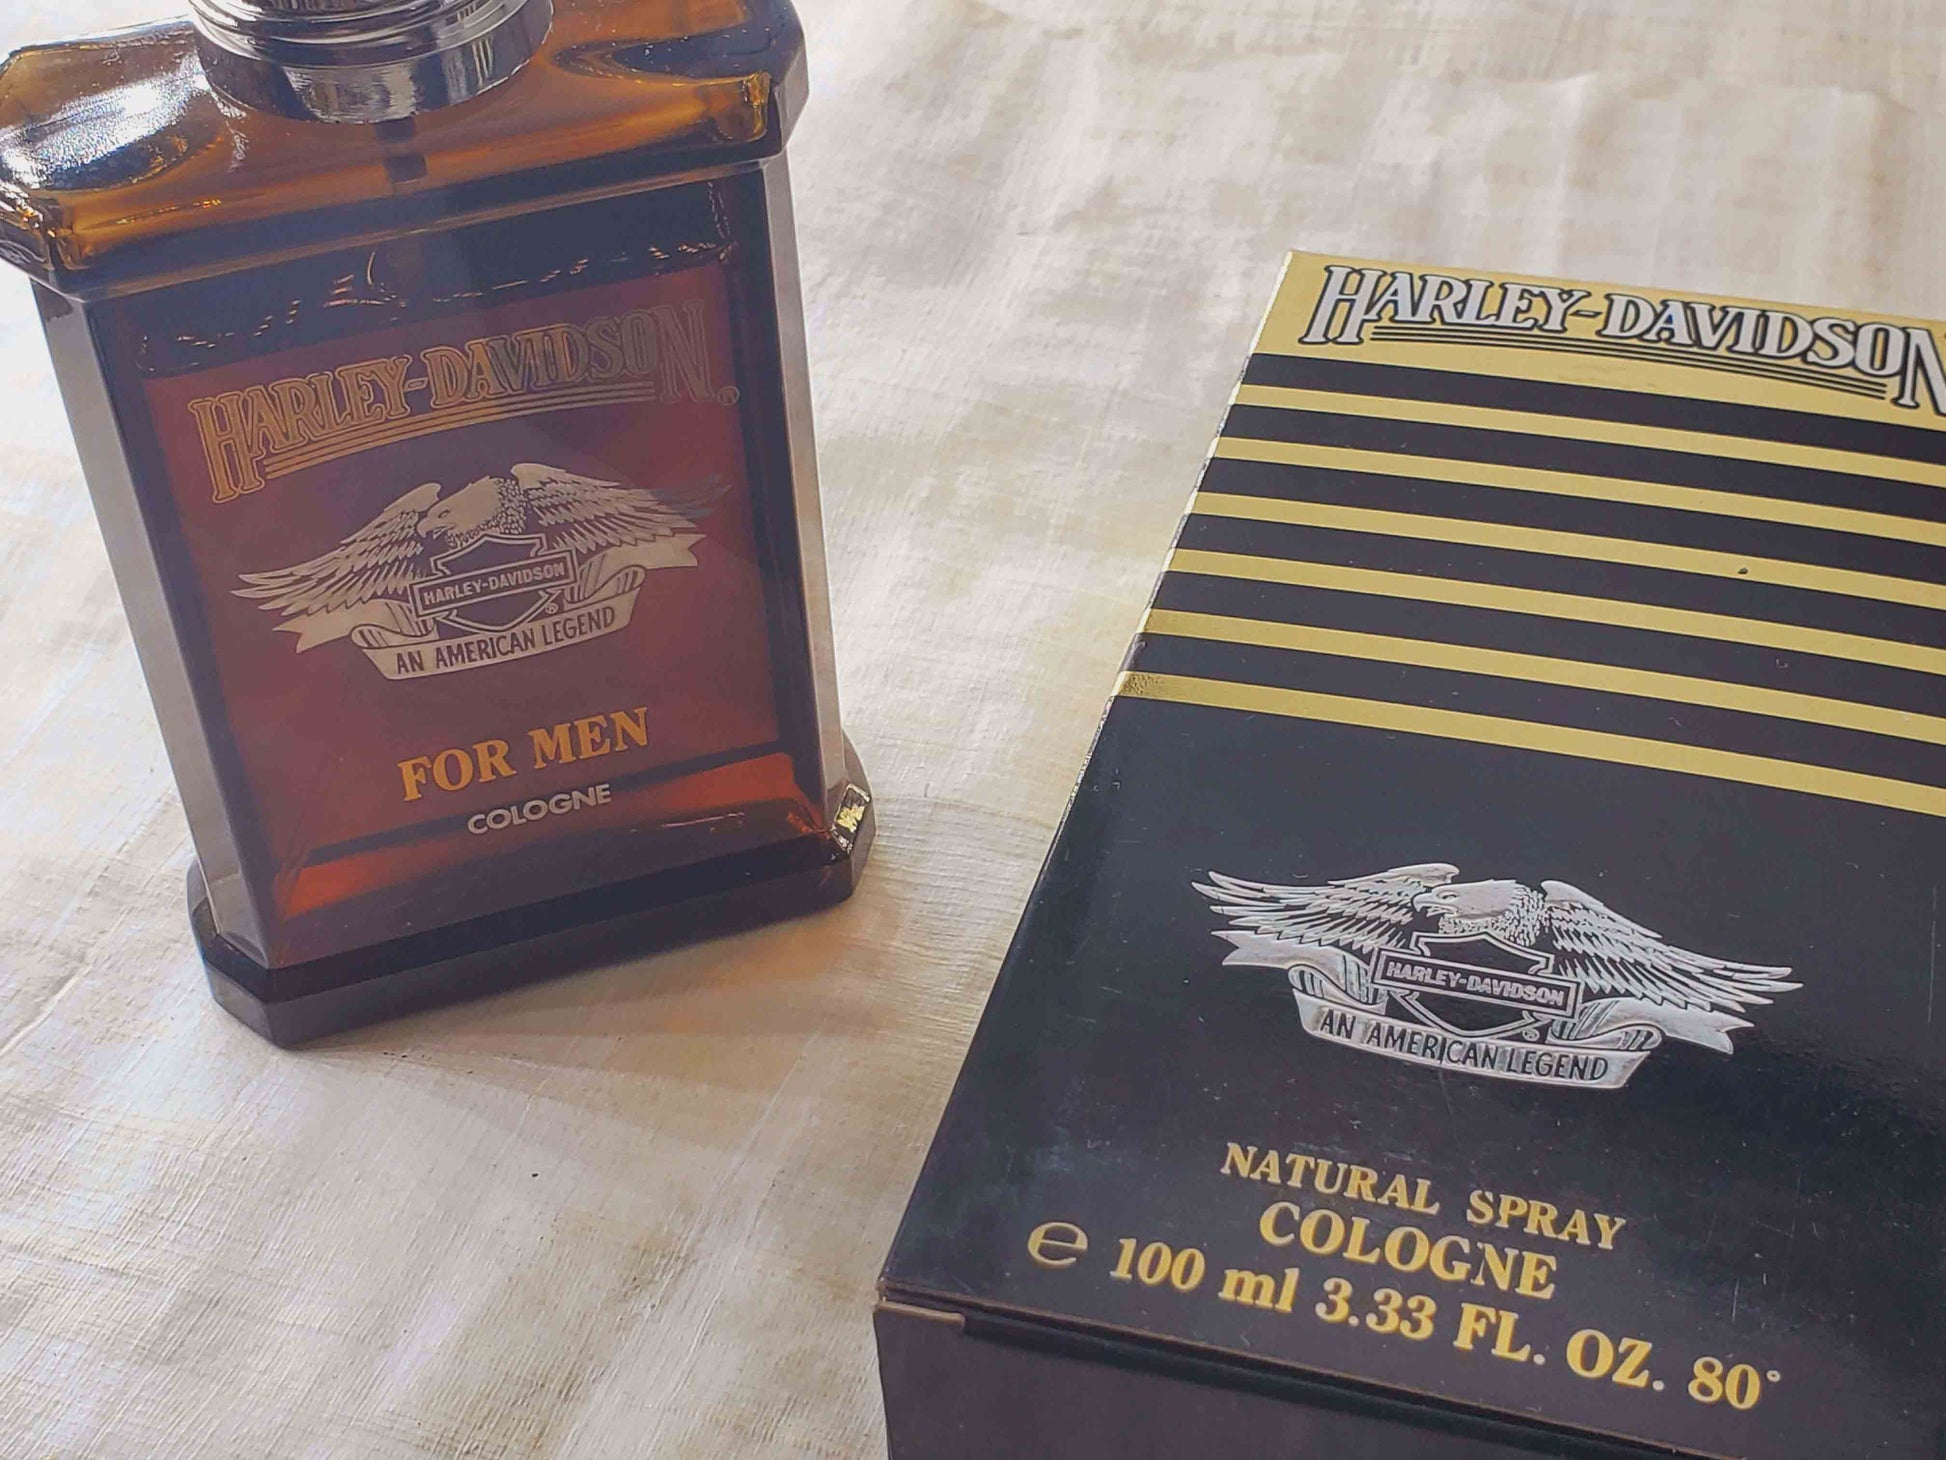 HARLEY-DAVIDSON®
HARLEY-DAVIDSON
®
AN AMERICAN LEGEND
FOR MEN
COLOGNE
HARLEY-DAVIDSON
HARLEY-DAVIDSON
®
AN AMERICAN LEGEND
NATURAL SPRAY
COLOGNE
℮ 100 ml 3.33 FL. OZ. 80°